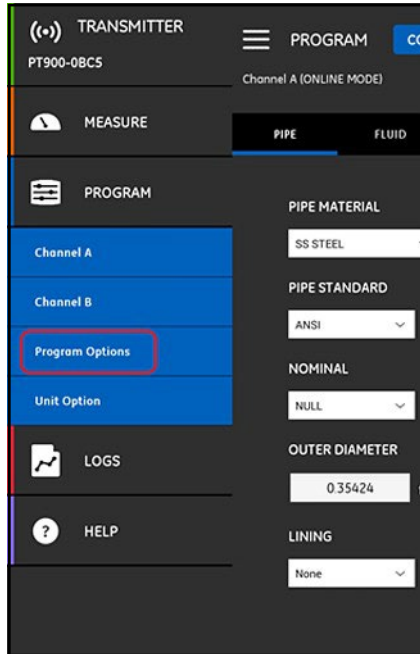 TRANSMITTER
PT900-0BC5
MEASURE
PROGRAM
Channel A
Channel B
Program Options
Unit Option
LOGS
? HELP
PROGRAM
Channel A (ONLINE MODE)
PIPE FLUID
PIPE MATERIAL
SS STEEL
PIPE STANDARD
ANSI
NOMINAL
NULL
OUTER DIAMETER
0.35424
LINING
None